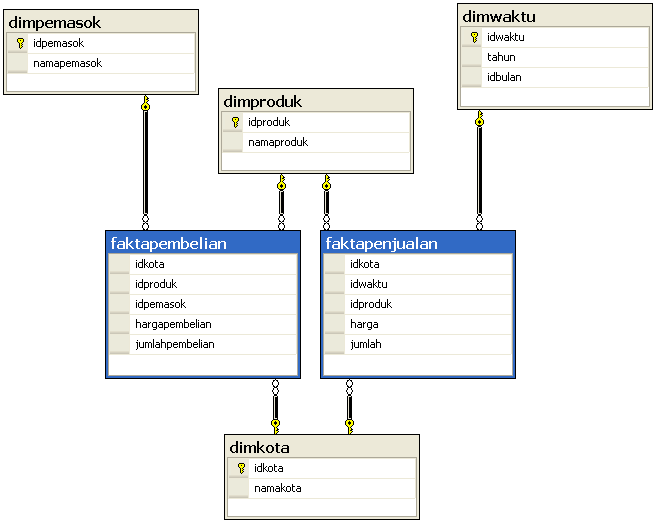 dimpemasok
idpemasok
namapemasok
dimwaktu
idwaktu
tahun
idbulan
dimproduk
idproduk
namaproduk
faktapembelian
idkota
idproduk
idpemasok
hargapembelian
jumlahpembelian
faktapenjualan
idkota
idwaktu
idproduk
harga
jumlah
dimkota
idkota
namakota